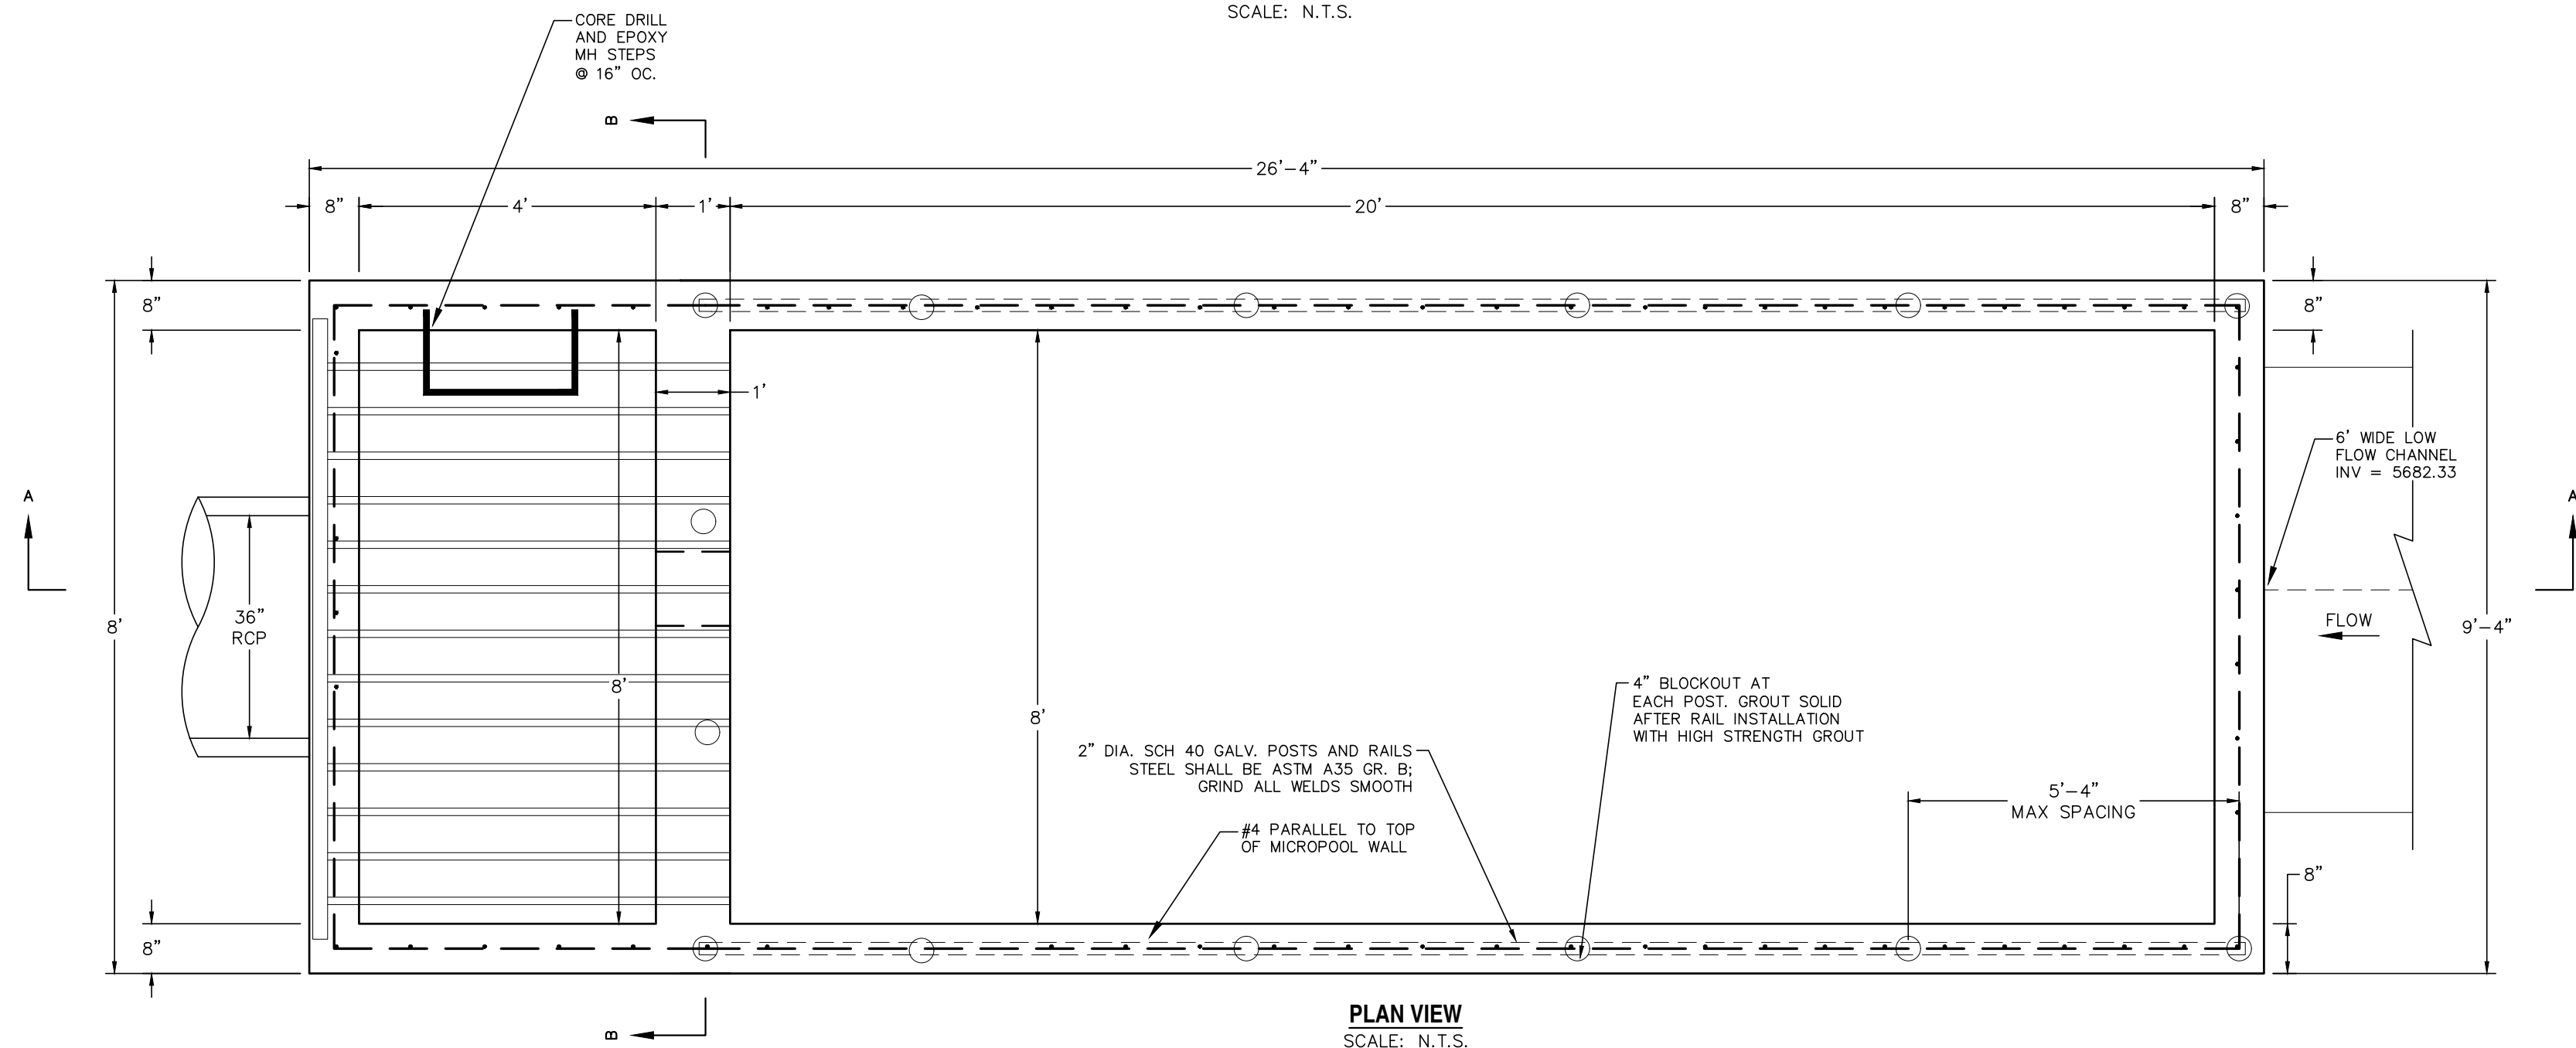 SCALE: N.T.S.
CORE DRILL
AND EPOXY
MH STEPS
@ 16" OC.
B
26'-4"
8"
4'
1'
20'
8"
8"
8"
1'
6' WIDE LOW
FLOW CHANNEL
INV = 5682.33
A
A
36"
RCP
8'
8'
8'
FLOW
9'-4"
4" BLOCKOUT AT
EACH POST. GROUT SOLID
AFTER RAIL INSTALLATION
WITH HIGH STRENGTH GROUT
2" DIA. SCH 40 GALV. POSTS AND RAILS
STEEL SHALL BE ASTM A35 GR. B;
GRIND ALL WELDS SMOOTH
#4 PARALLEL TO TOP
OF MICROPOOL WALL
5'-4"
MAX SPACING
8"
8"
B
PLAN VIEW
SCALE: N.T.S.